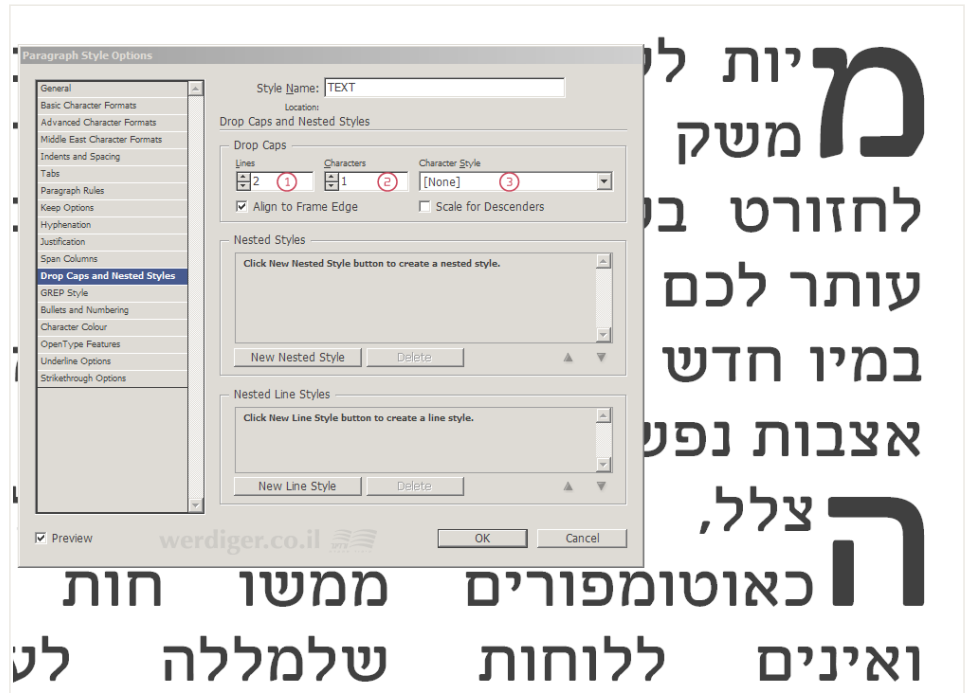 Paragraph Style Options
General
Basic Character Formats
Advanced Character Formats
Middle East Character Formats
Indents and Spacing
Tabs
Paragraph Rules
Keep Options
Hyphenation
Justification
Span Columns
Drop Caps and Nested Styles
GREP Style
Bullets and Numbering
Character Colour
OpenType Features
Underline Options
Strikethrough Options
Style Name: TEXT
Location:
Drop Caps and Nested Styles
Drop Caps
Lines Characters Character Style
2 1 1 2 [None] 3
Align to Frame Edge Scale for Descenders
Nested Styles
Click New Nested Style button to create a nested style.
New Nested Style Delete
Nested Line Styles
Click New Line Style button to create a line style.
New Line Style Delete
Preview werdiger.co.il OK Cancel
מיות
משק
לחזורט
עותר לכם
במיו חדש
אצבות
הצלל,
כאוטומפורים ממשו חות
ואינים ללוחות שלמללה